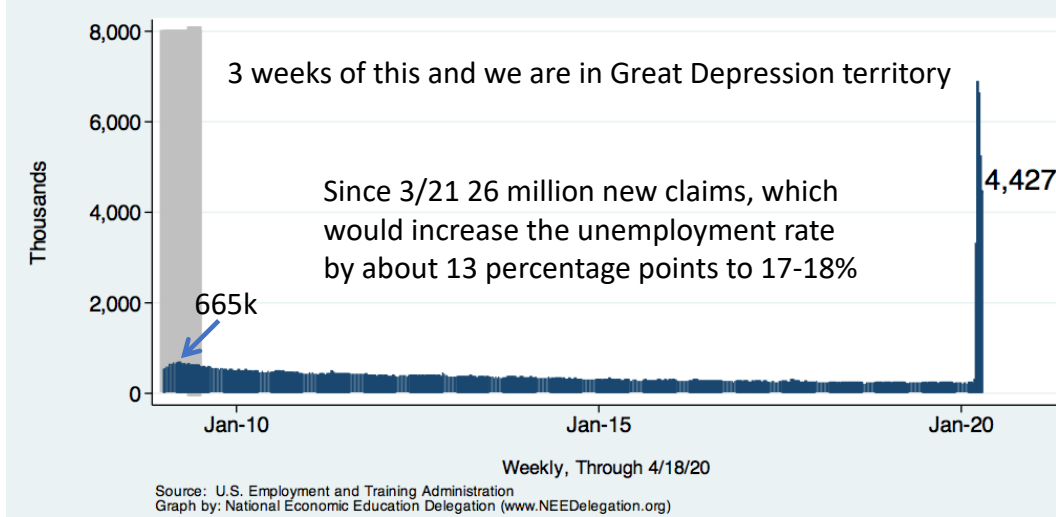 8,000
3 weeks of this and we are in Great Depression territory
6,000
Since 3/21 26 million new claims, which
would increase the unemployment rate
by about 13 percentage points to 17-18%
4,427
4,000
Thousands
2,000
665k
0
Jan-10
Jan-15
Jan-20
Weekly, Through 4/18/20
Source: U.S. Employment and Training Administration
Graph by: National Economic Education Delegation (www.NEEDelegation.org)